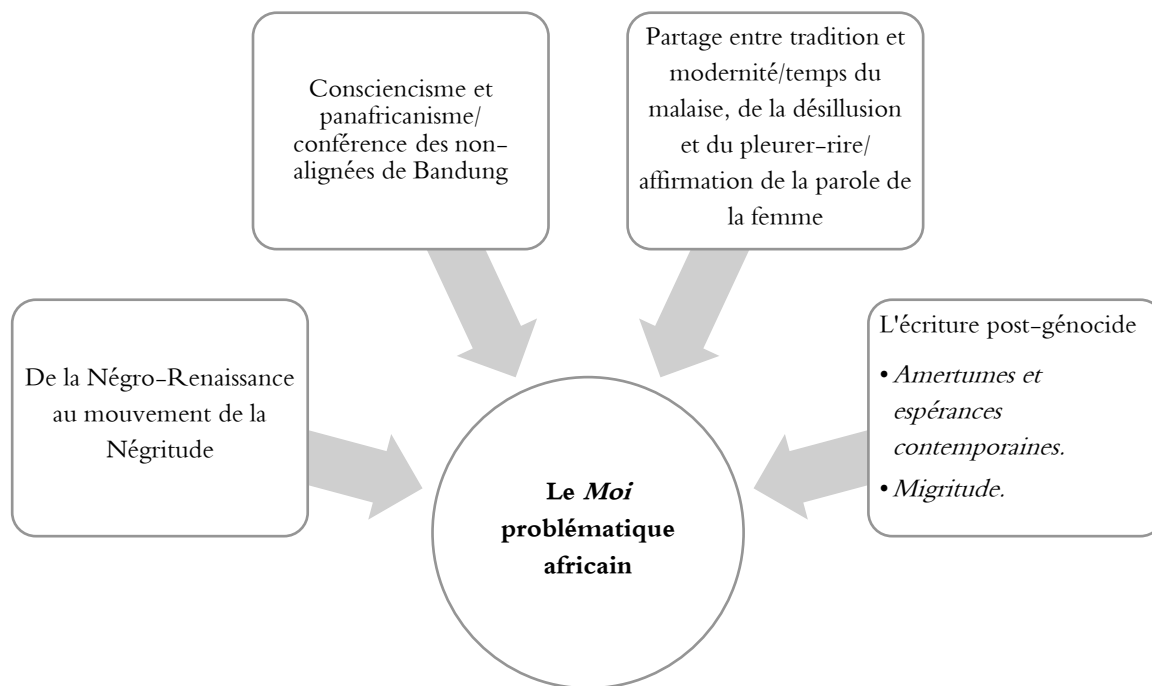 De la Négro-Renaissance
au mouvement de la
Négritude
Consciencisme et
panafricanisme/
conférence des non-
alignées de Bandung
Partage entre tradition et
modernité/temps du
malaise, de la désillusion
et du pleurer-rire/
affirmation de la parole de
la femme
L'écriture post-génocide
• Amertumes et
espérances
contemporaines.
• Migritude.
Le Moi
problématique
africain